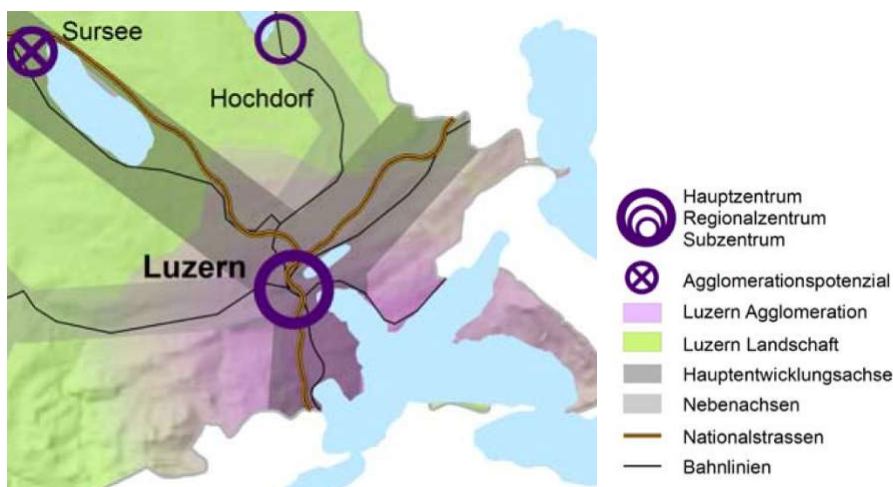 Sursee
Hochdorf
Luzern
Hauptzentrum
Regionalzentrum
Subzentrum
Agglomerationspotenzial
Luzern Agglomeration
Luzern Landschaft
Hauptentwicklungsachse
Nebenachsen
Nationalstrassen
Bahnlinien